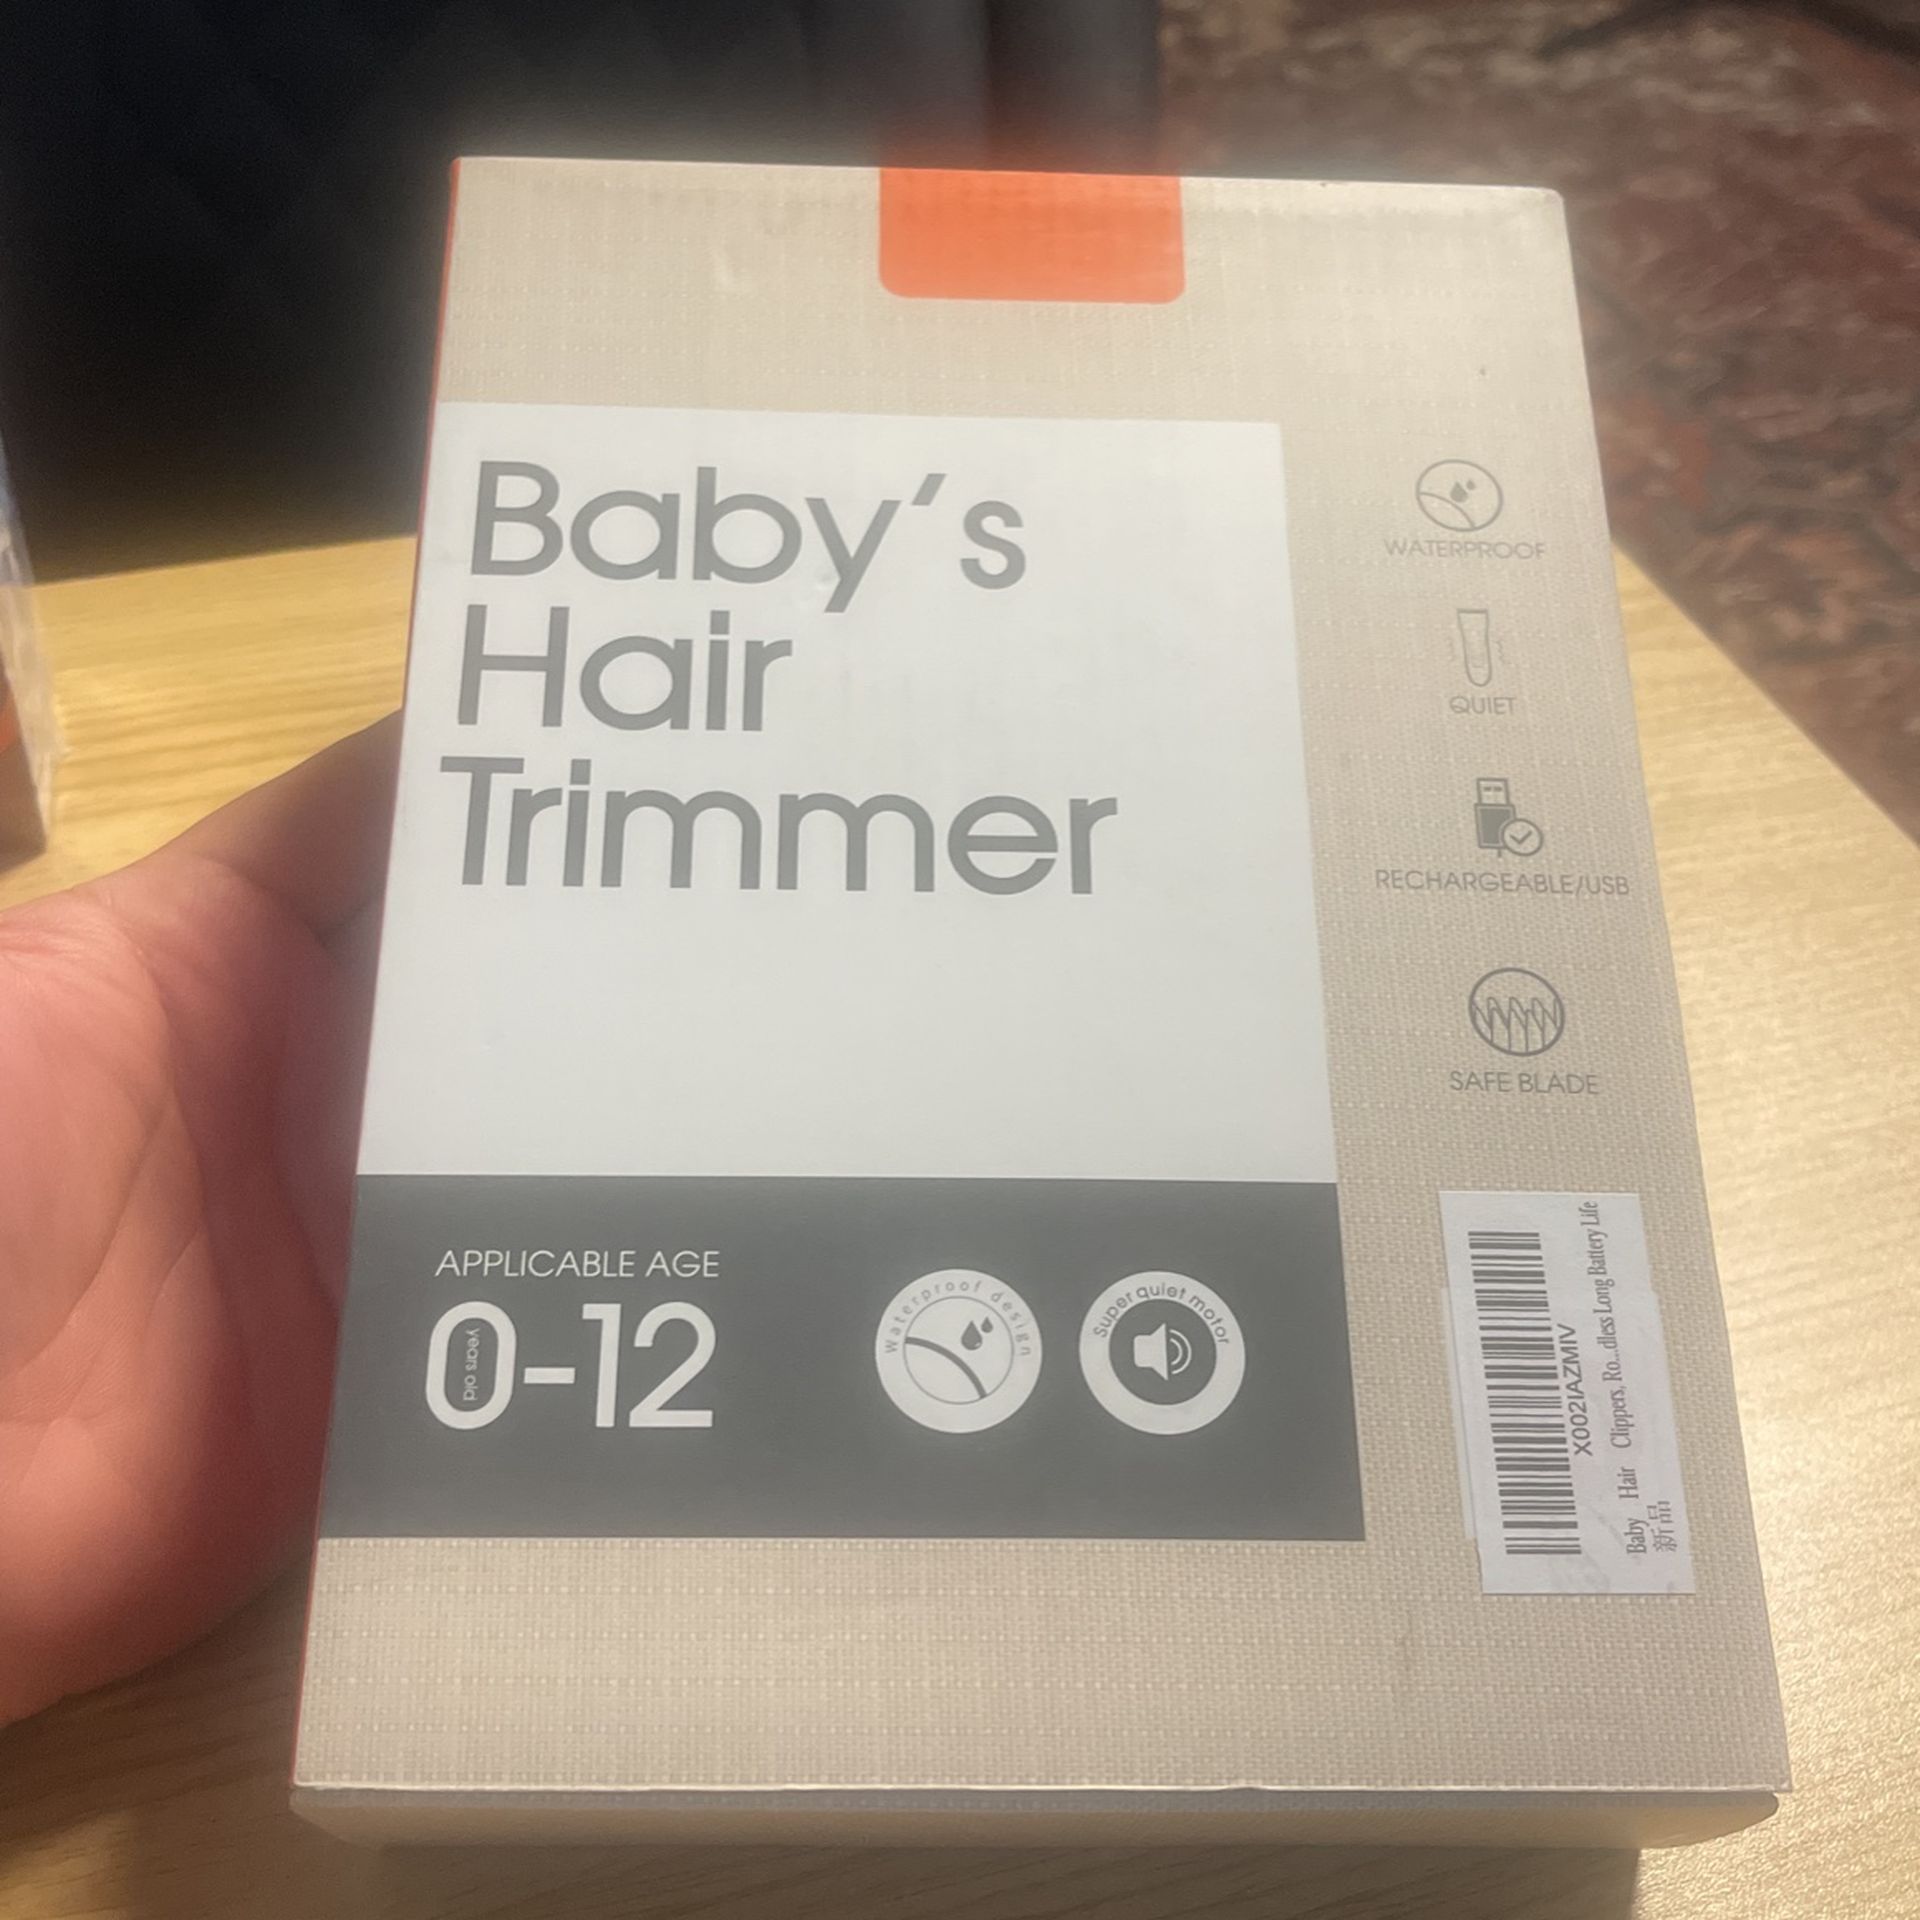 Baby's
Hair
Trimmer
WATERPROOF
QUIET
RECHARGEABLE/USB
SAFE BLADE
APPLICABLE AGE
0-12
years old
Waterproof design
Super quiet motor
X002IAZMIV
Baby Hair Clippers, Ro...dless Long Battery Life
新品